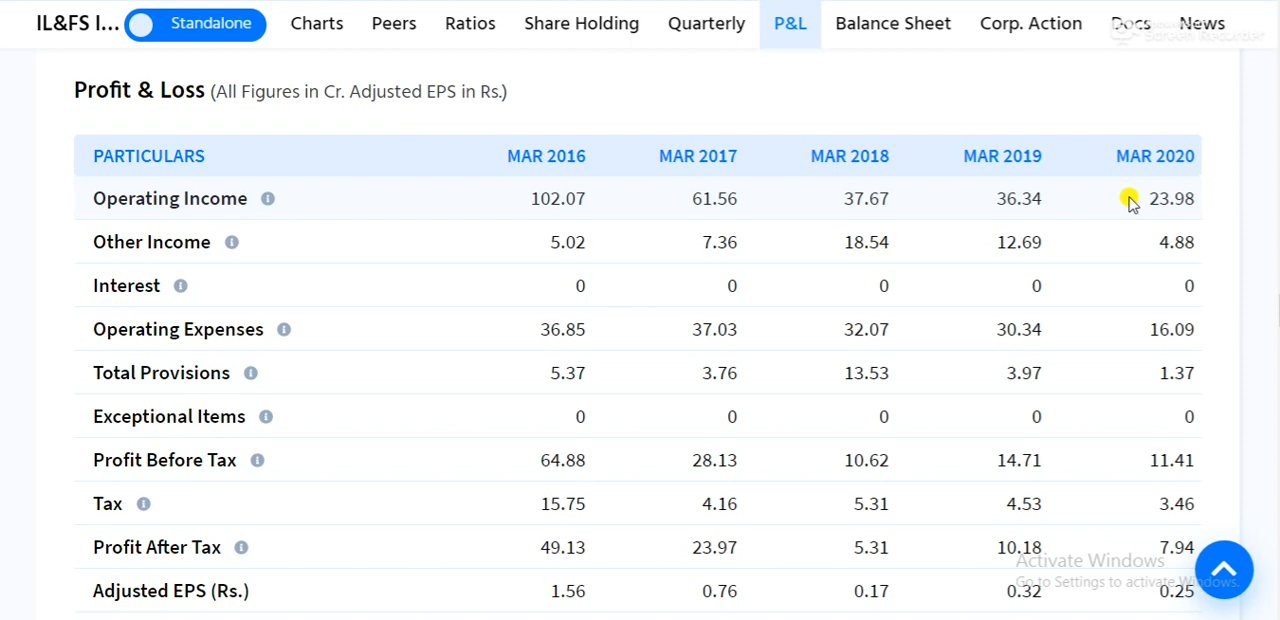 IL&FS I... Standalone Charts Peers Ratios Share Holding Quarterly P&L Balance Sheet Corp. Action Docs News
Screen Recorder
Profit & Loss (All Figures in Cr. Adjusted EPS in Rs.)
PARTICULARS MAR 2016 MAR 2017 MAR 2018 MAR 2019 MAR 2020
Operating Income 102.07 61.56 37.67 36.34 23.98
Other Income 5.02 7.36 18.54 12.69 4.88
Interest 0 0 0 0 0
Operating Expenses 36.85 37.03 32.07 30.34 16.09
Total Provisions 5.37 3.76 13.53 3.97 1.37
Exceptional Items 0 0 0 0 0
Profit Before Tax 64.88 28.13 10.62 14.71 11.41
Tax 15.75 4.16 5.31 4.53 3.46
Profit After Tax 49.13 23.97 5.31 10.18 7.94
Activate Windows
Go to Settings to activate Windows.
Adjusted EPS (Rs.) 1.56 0.76 0.17 0.32 0.25